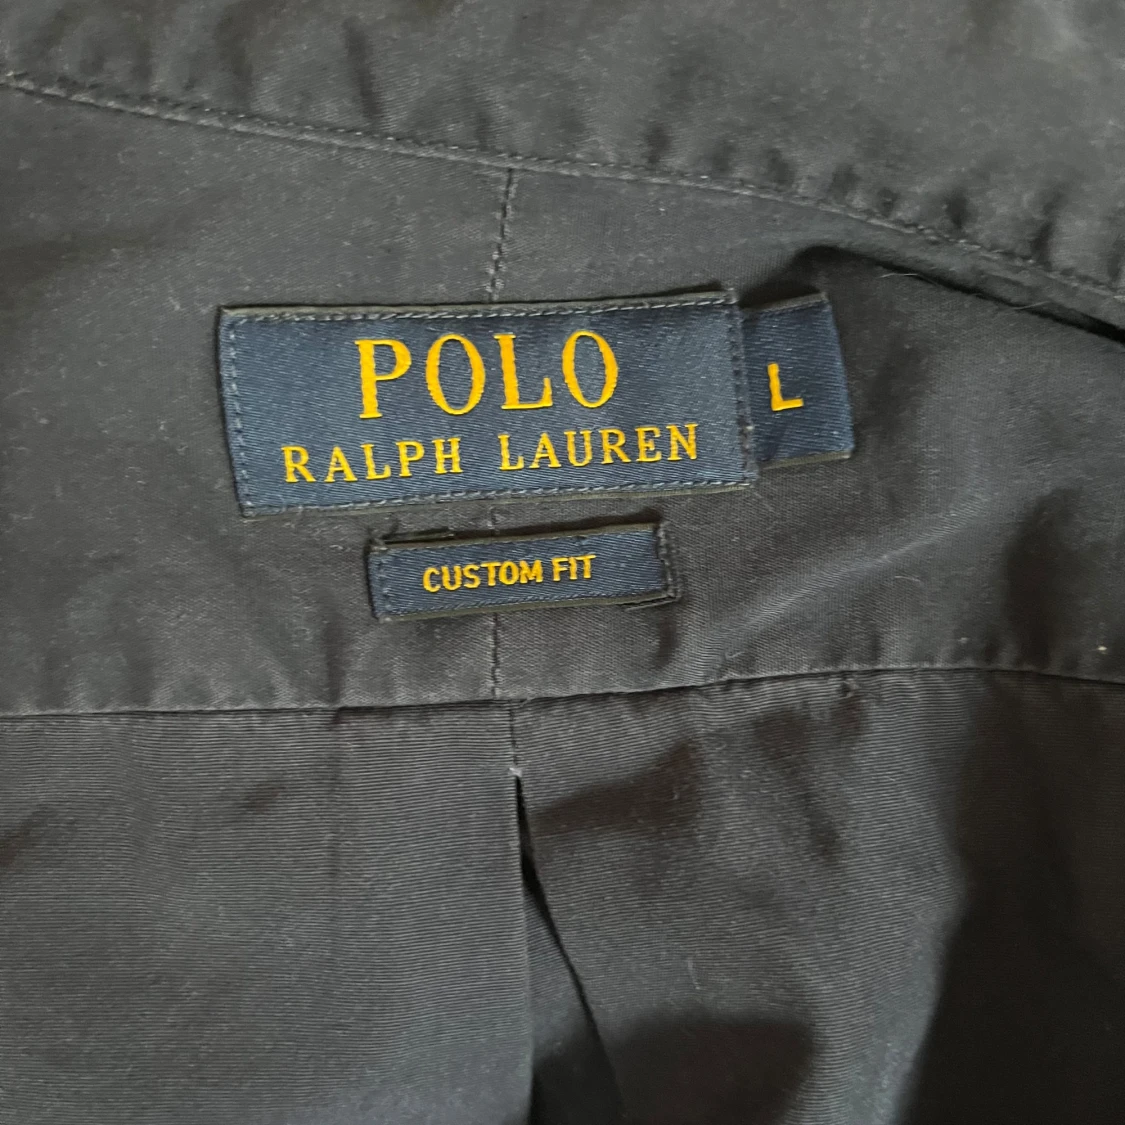 POLO
RALPH LAUREN
L
CUSTOM FIT